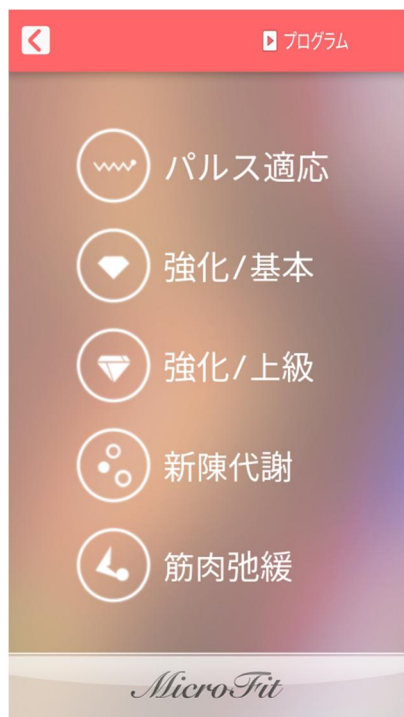 プログラム
パルス適応
強化/基本
強化/上級
新陳代謝
筋肉弛緩
MicroFit